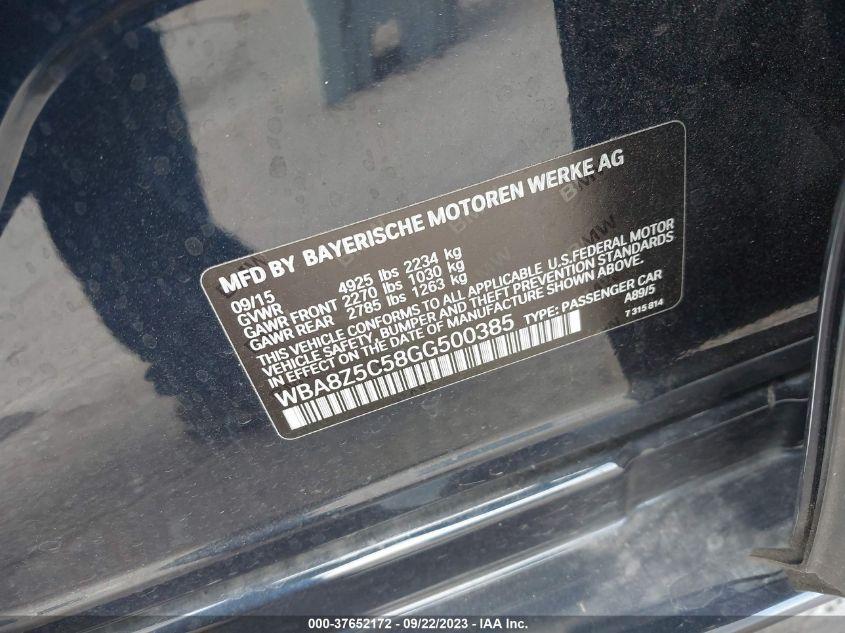 MFD BY BAYERISCHE MOTOREN WERKE AG
09/15
GVWR 4925 lbs 2234 kg
GAWR FRONT 2270 lbs 1030 kg
GAWR REAR 2785 lbs 1263 kg
THIS VEHICLE CONFORMS TO ALL APPLICABLE U.S.FEDERAL MOTOR
VEHICLE SAFETY, BUMPER AND THEFT PREVENTION STANDARDS
IN EFFECT ON THE DATE OF MANUFACTURE SHOWN ABOVE.
WBA8Z5C58GG500385 TYPE: PASSENGER CAR
A89/5
7 315 814
000-37652172 - 09/22/2023 - IAA Inc.